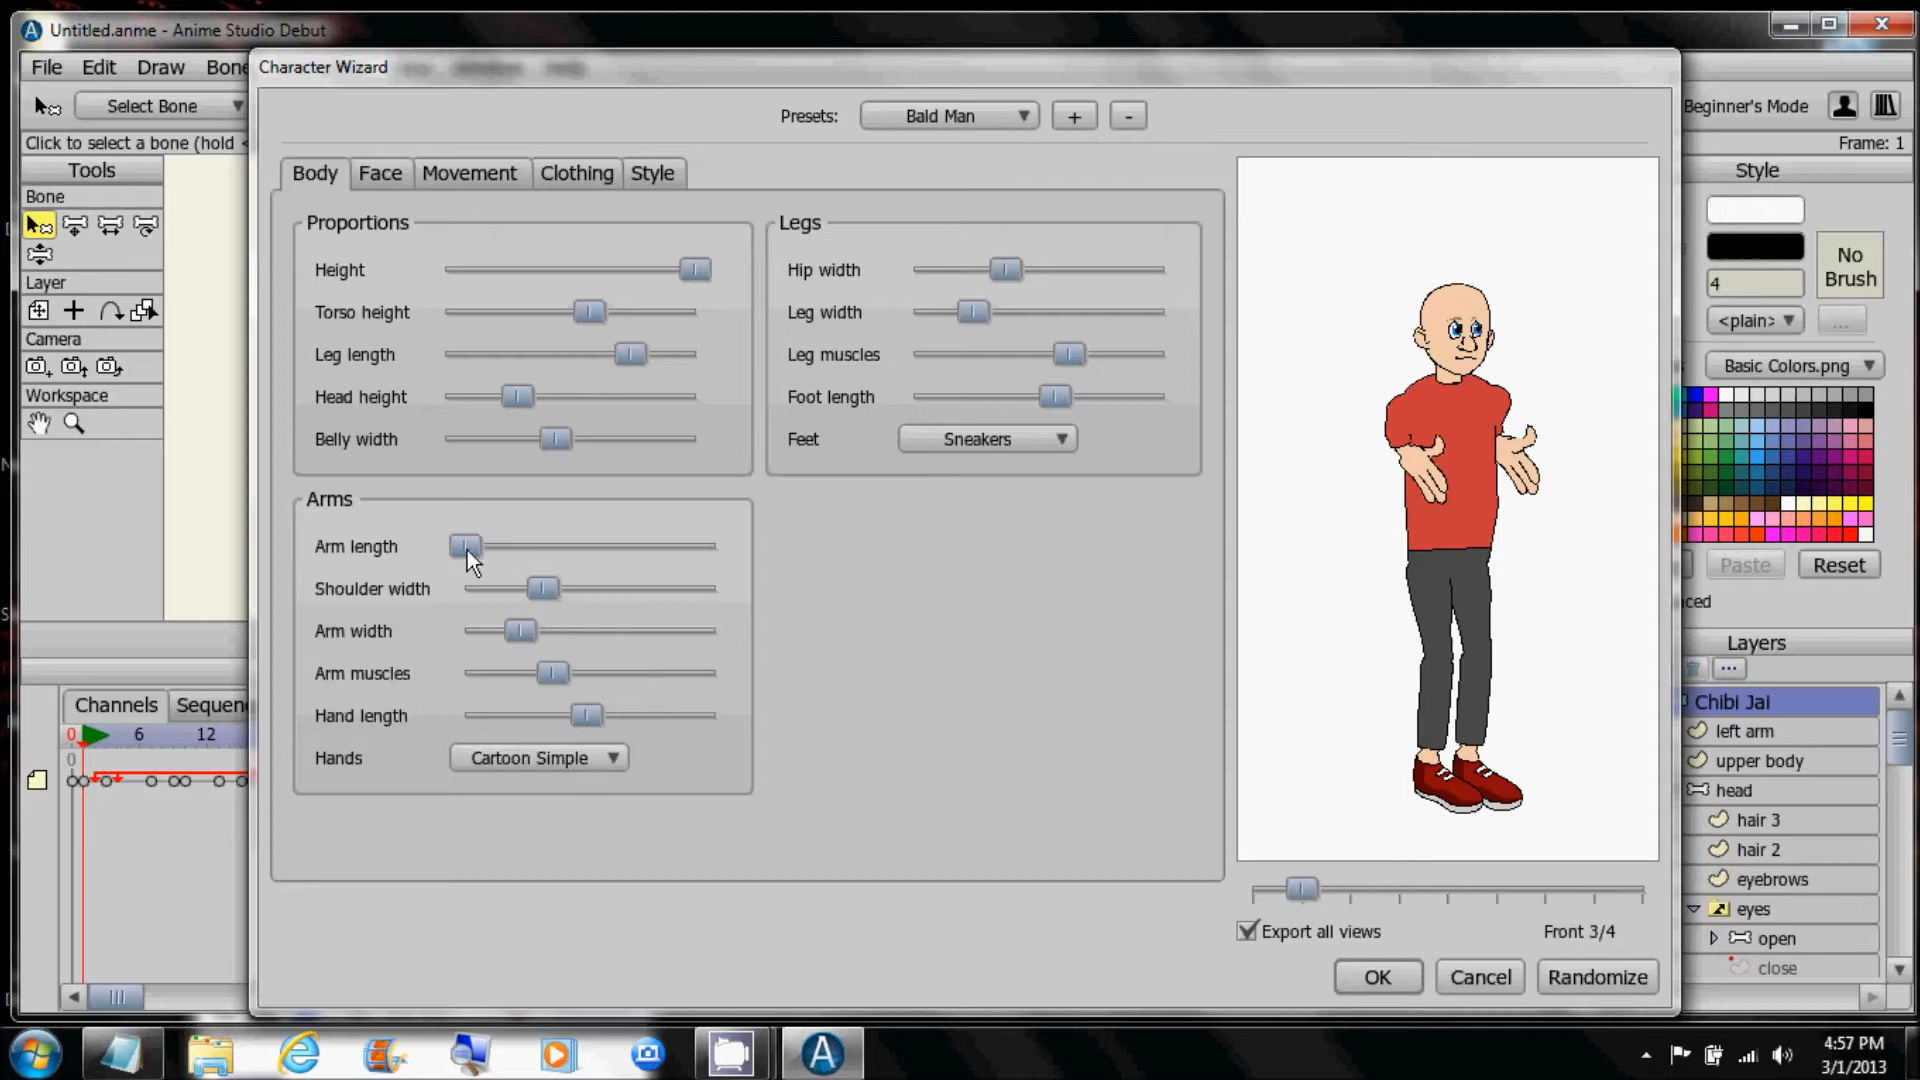 Untitled.anme - Anime Studio Debut
File Edit Draw Bone
Character Wizard
Select Bone
Presets: Bald Man + -
Beginner's Mode
Click to select a bone (hold <
Frame: 1
Tools
Body Face Movement Clothing Style
Style
Bone
Proportions
Legs
Height
Hip width
Torso height
Leg width
Leg length
Leg muscles
Head height
Foot length
Belly width
Feet Sneakers
No
Brush
4
<plain> ...
Basic Colors.png
Layer
Camera
Workspace
Arms
Arm length
Shoulder width
Arm width
Arm muscles
Hand length
Hands Cartoon Simple
Paste Reset
Layers
...
Channels Sequen
0 6 12
0
Chibi Jai
left arm
upper body
head
hair 3
hair 2
eyebrows
eyes
open
close
Export all views Front 3/4
OK Cancel Randomize
4:57 PM
3/1/2013